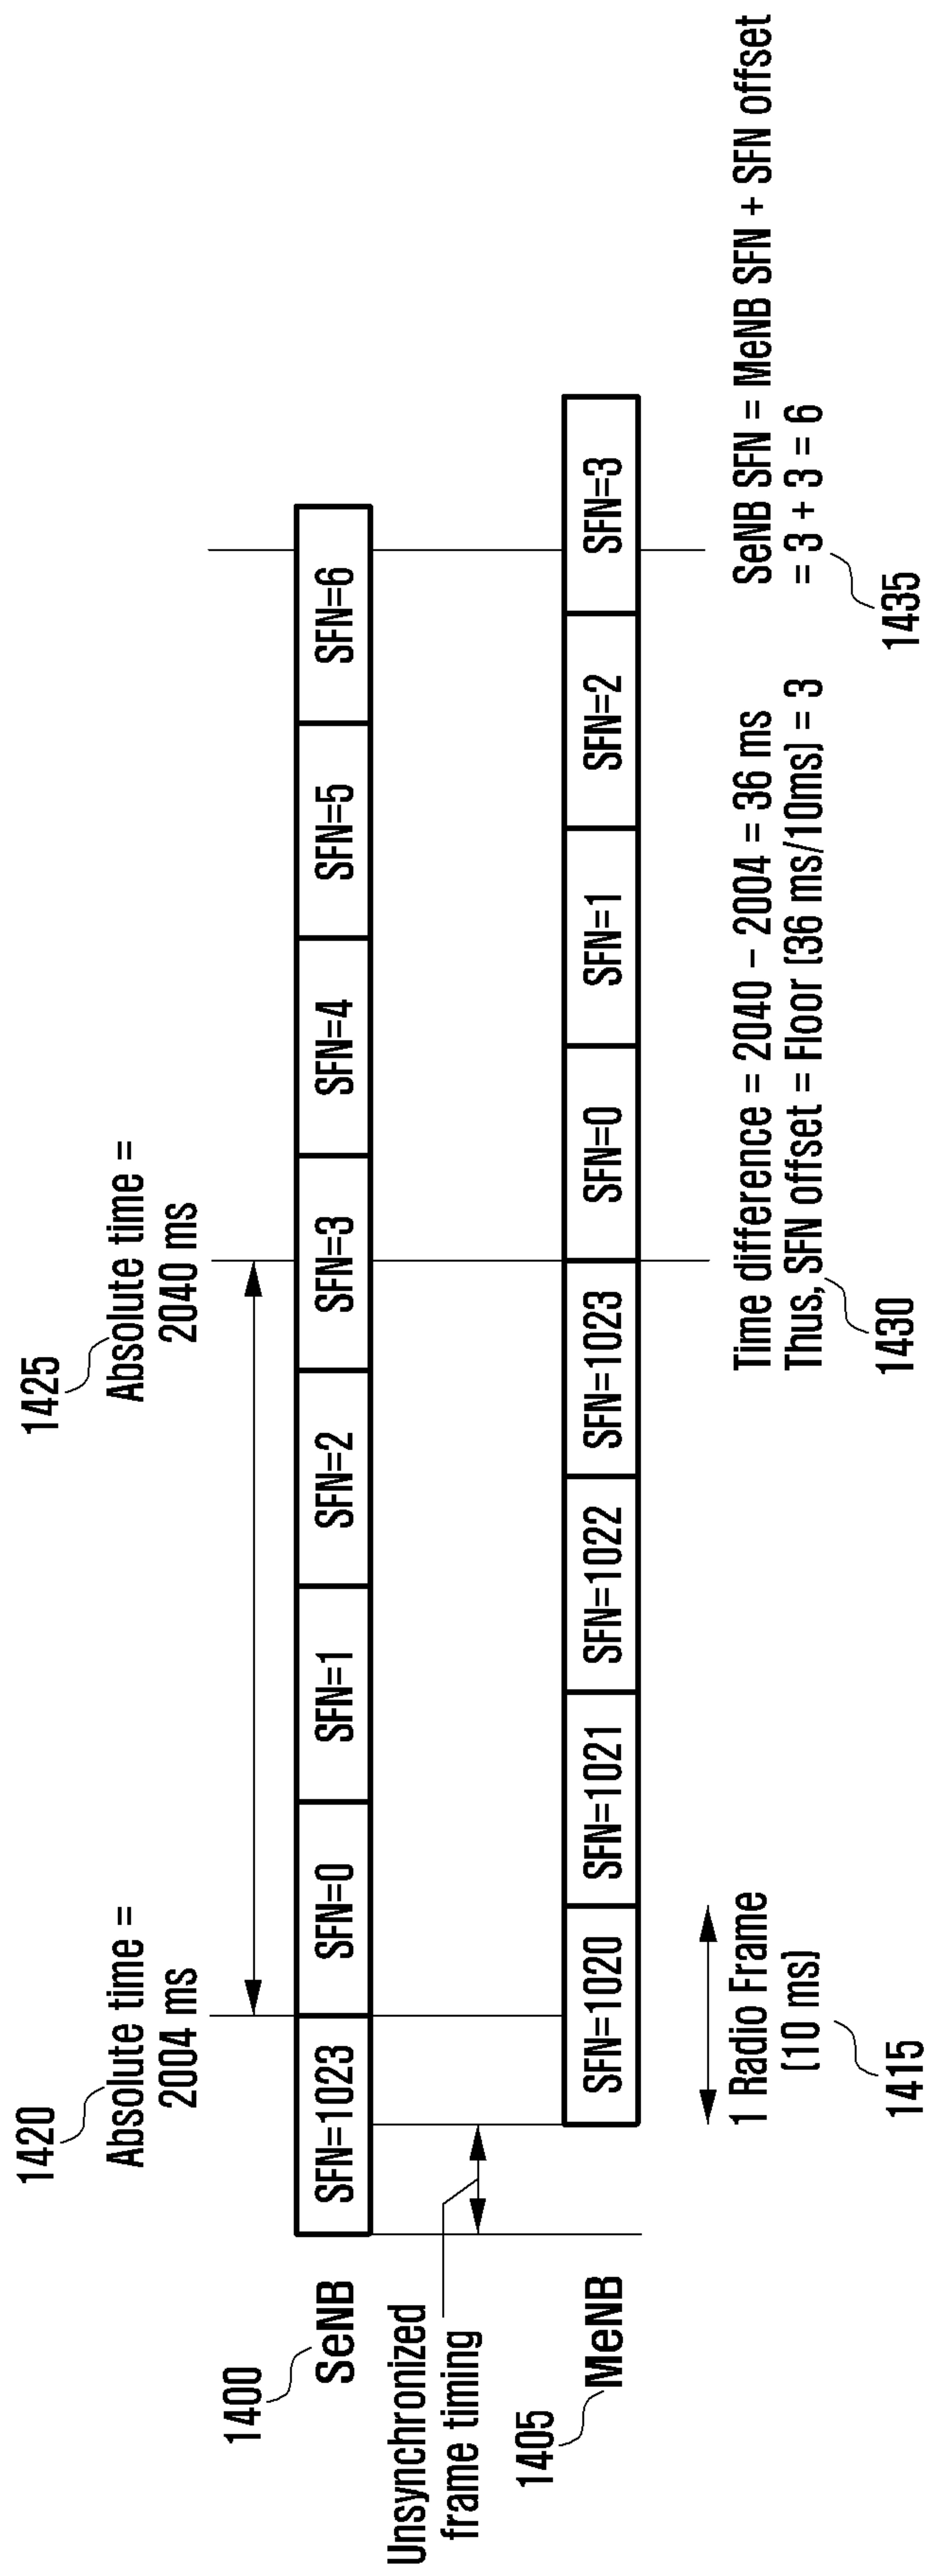 1420
Absolute time =
2004 ms
1425
Absolute time =
2040 ms
1400
SeNB
SFN=1023
SFN=0
SFN=1
SFN=2
SFN=3
SFN=4
SFN=5
SFN=6
Unsynchronized
frame timing
1405
MeNB
SFN=1020
SFN=1021
SFN=1022
SFN=1023
SFN=0
SFN=1
SFN=2
SFN=3
1 Radio Frame
(10 ms)
1415
Time difference = 2040 – 2004 = 36 ms
Thus, SFN offset = Floor (36 ms/10ms) = 3
1430
SeNB SFN = MeNB SFN + SFN offset
= 3 + 3 = 6
1435